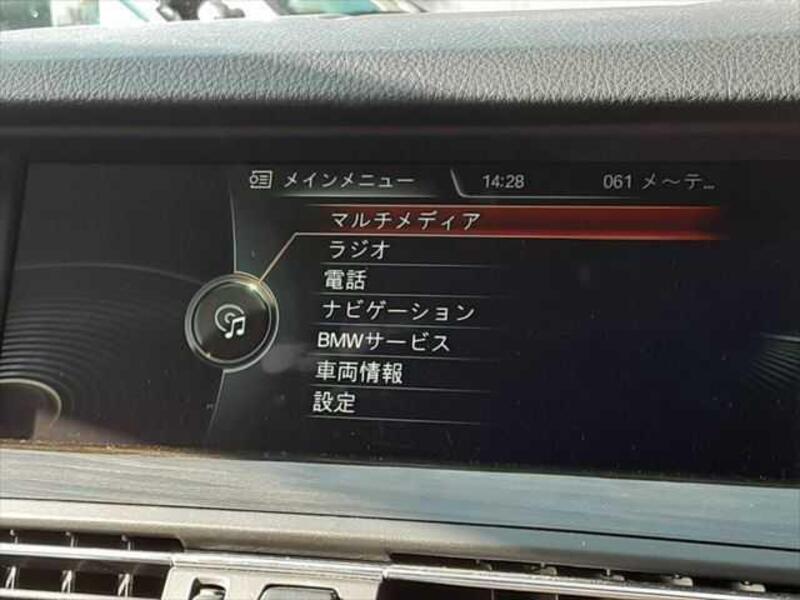 メインメニュー 14:28 061 メ～テ...
マルチメディア
ラジオ
電話
ナビゲーション
BMWサービス
車両情報
設定